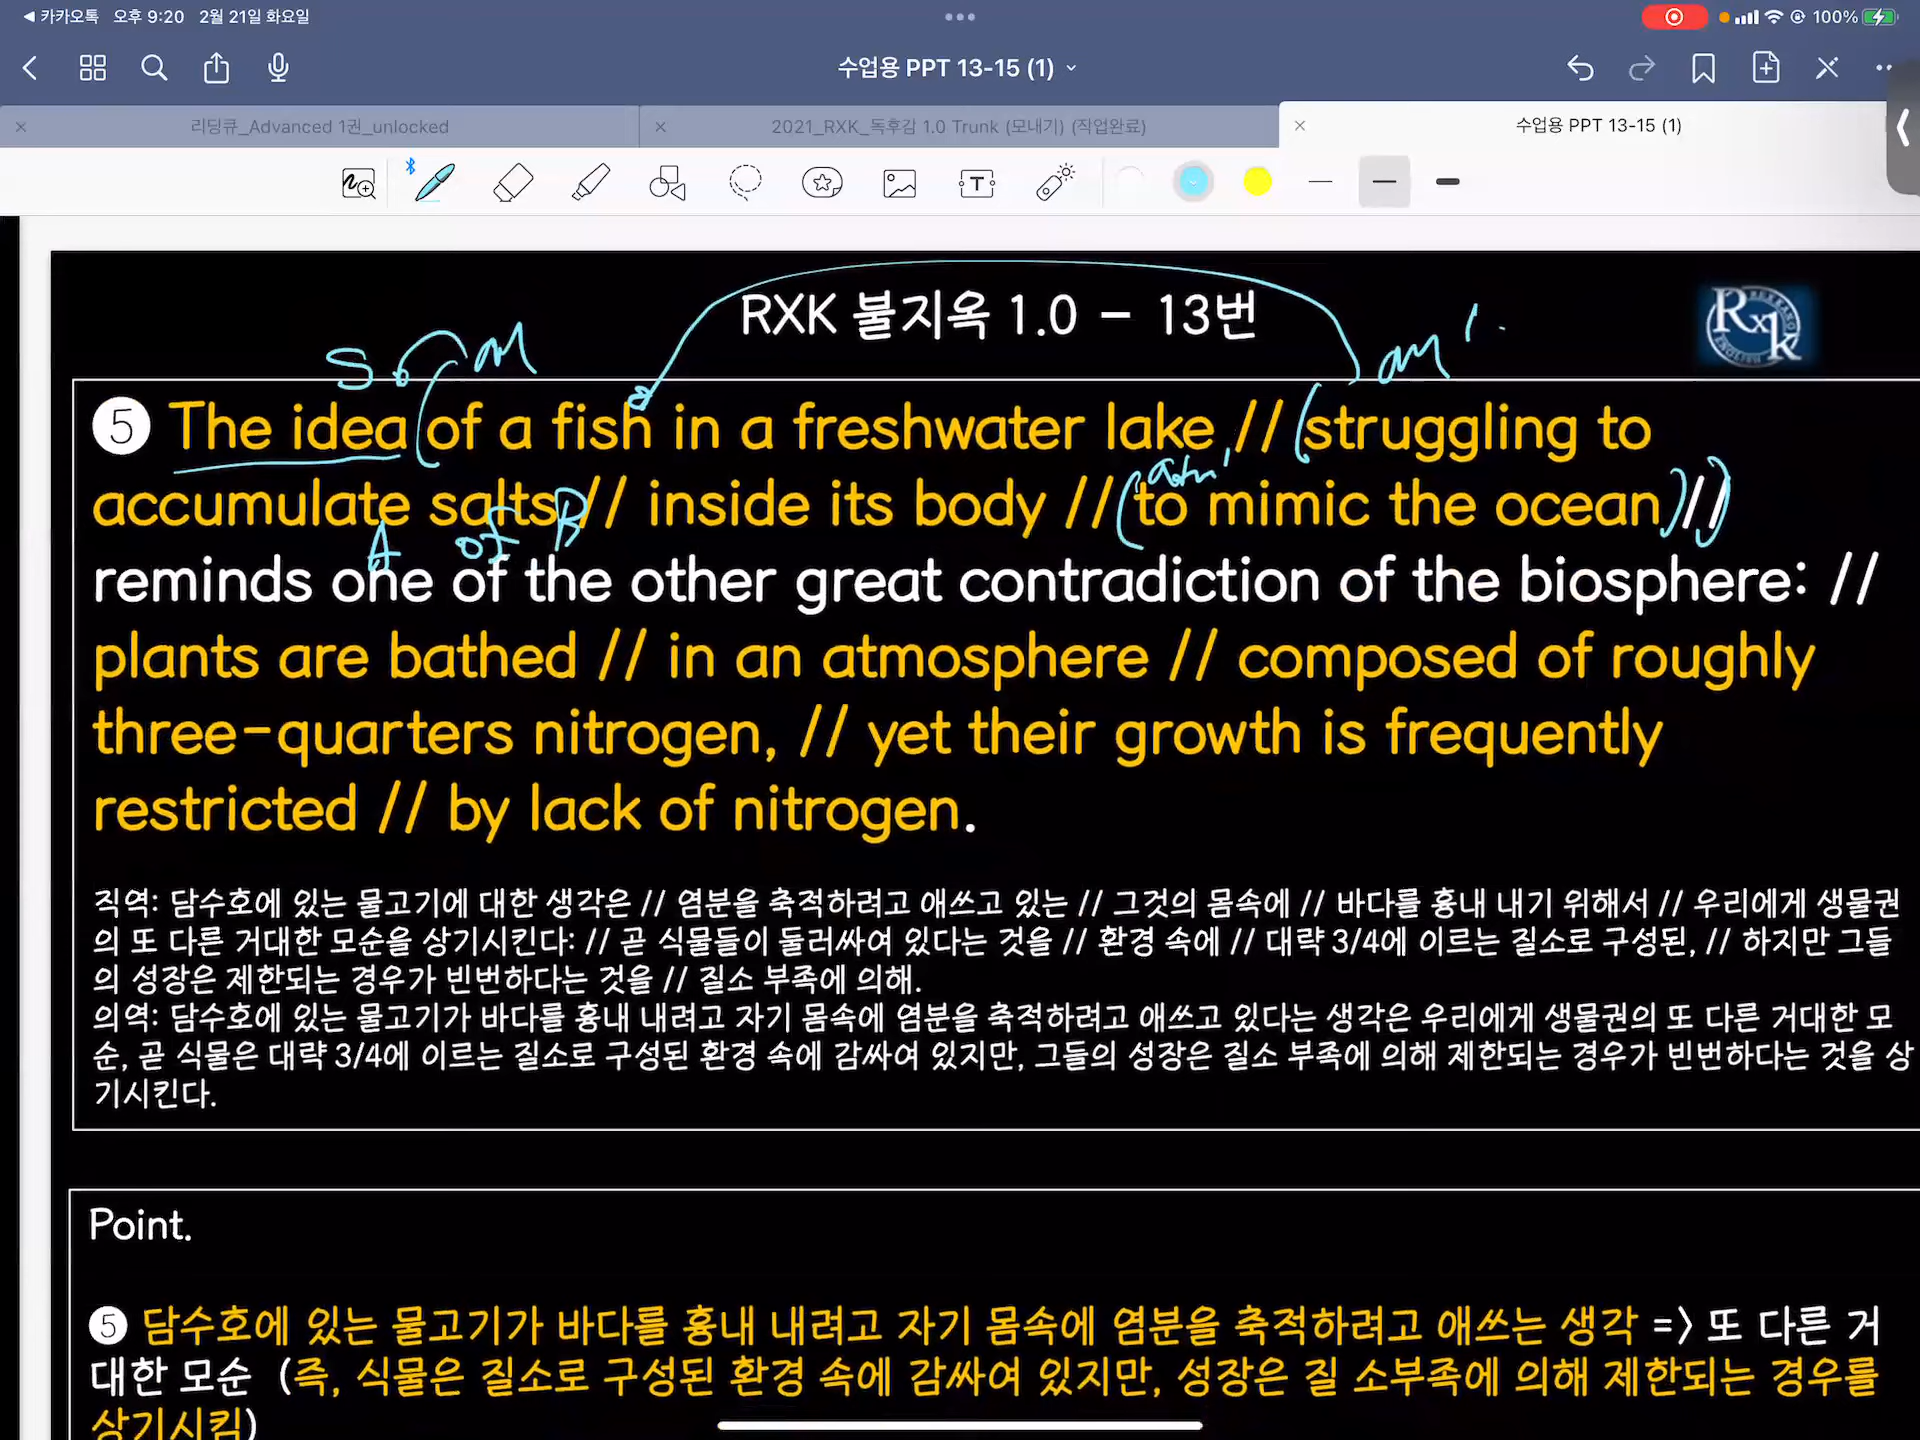 ◀ 카카오톡 오후 9:20 2월 21일 화요일
100%
수업용 PPT 13-15 (1)
리딩큐_Advanced 1권_unlocked
2021_RXK_독후감 1.0 Trunk (모내기) (작업완료)
수업용 PPT 13-15 (1)
T
RXK 불지옥 1.0 – 13번
RxK
S M
⑤ The idea (of a fish in a freshwater lake // (struggling to
accumulate salts // inside its body // (to mimic the ocean) //)
A of B
reminds one of the other great contradiction of the biosphere: //
plants are bathed // in an atmosphere // composed of roughly
three-quarters nitrogen, // yet their growth is frequently
restricted // by lack of nitrogen.
직역: 담수호에 있는 물고기에 대한 생각은 // 염분을 축적하려고 애쓰고 있는 // 그것의 몸속에 // 바다를 흉내 내기 위해서 // 우리에게 생물권
의 또 다른 거대한 모순을 상기시킨다: // 곧 식물들이 둘러싸여 있다는 것을 // 환경 속에 // 대략 3/4에 이르는 질소로 구성된, // 하지만 그들
의 성장은 제한되는 경우가 빈번하다는 것을 // 질소 부족에 의해.
의역: 담수호에 있는 물고기가 바다를 흉내 내려고 자기 몸속에 염분을 축적하려고 애쓰고 있다는 생각은 우리에게 생물권의 또 다른 거대한 모
순, 곧 식물은 대략 3/4에 이르는 질소로 구성된 환경 속에 감싸여 있지만, 그들의 성장은 질소 부족에 의해 제한되는 경우가 빈번하다는 것을 상
기시킨다.
Point.
⑤ 담수호에 있는 물고기가 바다를 흉내 내려고 자기 몸속에 염분을 축적하려고 애쓰는 생각 => 또 다른 거
대한 모순 (즉, 식물은 질소로 구성된 환경 속에 감싸여 있지만, 성장은 질 소부족에 의해 제한되는 경우를
상기시킴)